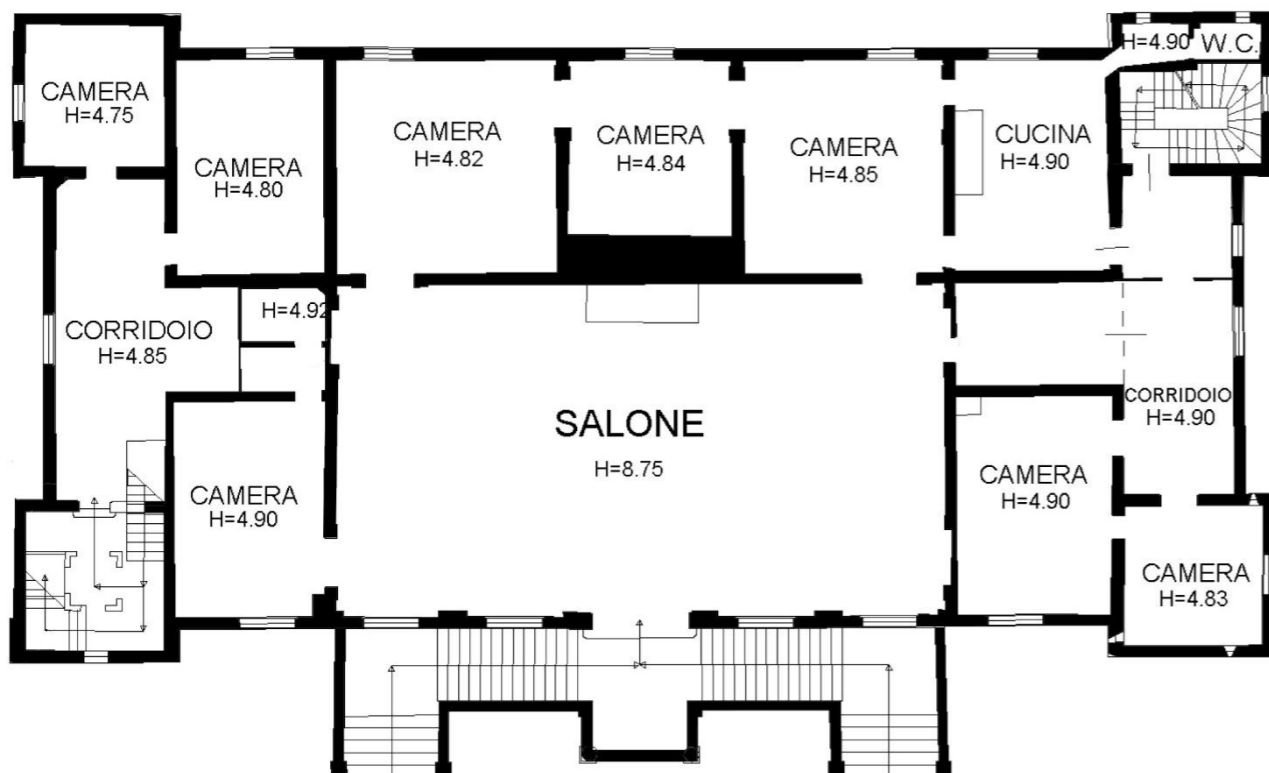 CAMERA
H=4.75
CAMERA
H=4.80
CAMERA
H=4.82
CAMERA
H=4.84
CAMERA
H=4.85
CUCINA
H=4.90
H=4.90
W.C.
H=4.92
CORRIDOIO
H=4.85
SALONE
H=8.75
CORRIDOIO
H=4.90
CAMERA
H=4.90
CAMERA
H=4.90
CAMERA
H=4.83